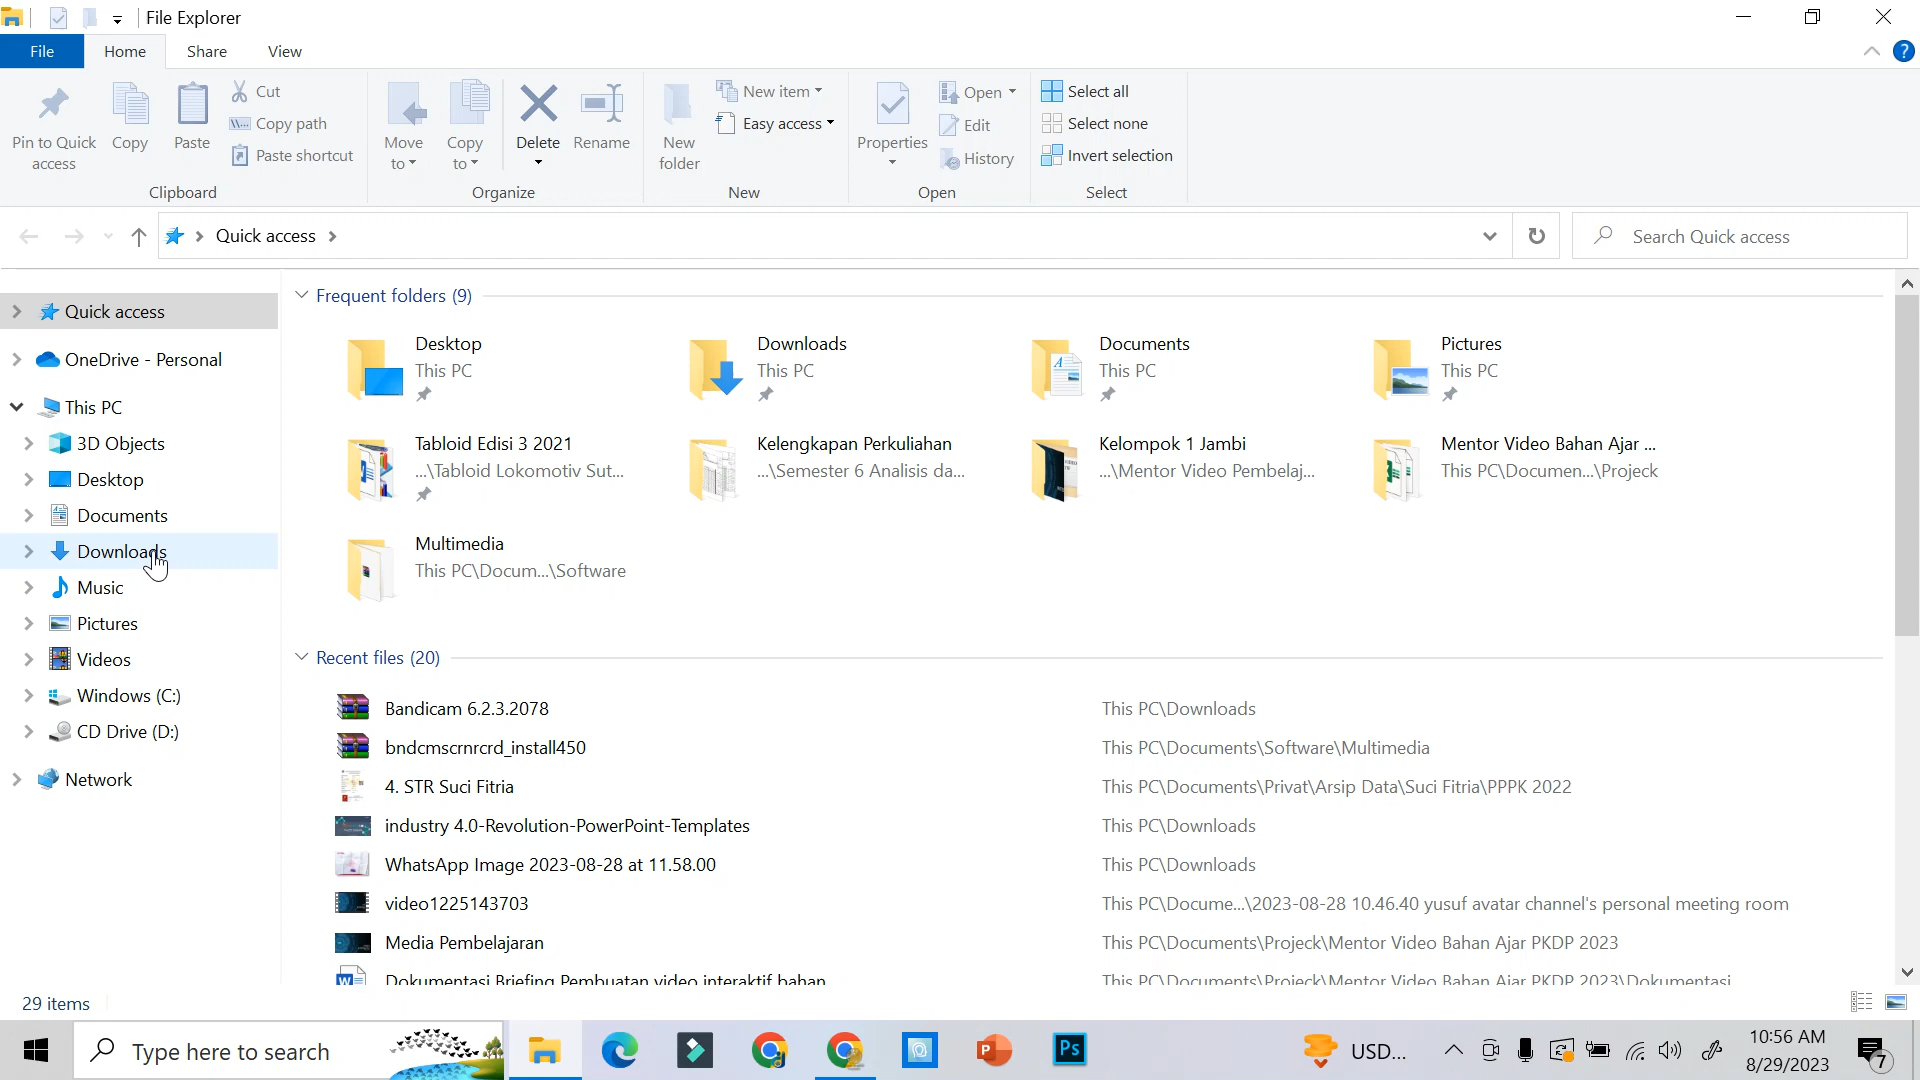 File Explorer
File Home Share View
Pin to Quick access
Copy
Paste
Cut
Copy path
Paste shortcut
Clipboard
Move to
Copy to
Delete
Rename
Organize
New folder
New item
Easy access
New
Properties
Open
Edit
History
Open
Select all
Select none
Invert selection
Select
Quick access
Search Quick access
Quick access
OneDrive - Personal
This PC
3D Objects
Desktop
Documents
Downloads
Music
Pictures
Videos
Windows (C:)
CD Drive (D:)
Network
Frequent folders (9)
Desktop
This PC
Downloads
This PC
Documents
This PC
Pictures
This PC
Tabloid Edisi 3 2021
...\Tabloid Lokomotiv Sut...
Kelengkapan Perkuliahan
...\Semester 6 Analisis da...
Kelompok 1 Jambi
...\Mentor Video Pembelaj...
Mentor Video Bahan Ajar ...
This PC\Documen...\Projeck
Multimedia
This PC\Docum...\Software
Recent files (20)
Bandicam 6.2.3.2078 This PC\Downloads
bndcmscrnrcrd_install450 This PC\Documents\Software\Multimedia
4. STR Suci Fitria This PC\Documents\Privat\Arsip Data\Suci Fitria\PPPK 2022
industry 4.0-Revolution-PowerPoint-Templates This PC\Downloads
WhatsApp Image 2023-08-28 at 11.58.00 This PC\Downloads
video1225143703 This PC\Docume...\2023-08-28 10.46.40 yusuf avatar channel's personal meeting room
Media Pembelajaran This PC\Documents\Projeck\Mentor Video Bahan Ajar PKDP 2023
Dokumentasi Briefing Pembuatan video interaktif bahan This PC\Documents\Projeck\Mentor Video Bahan Ajar PKDP 2023\Dokumentasi
29 items
Type here to search
Ps
USD...
10:56 AM
8/29/2023
7